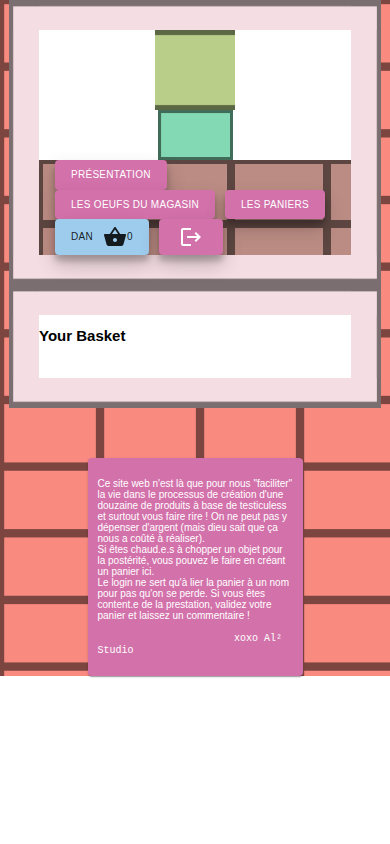 PRÉSENTATION
LES OEUFS DU MAGASIN LES PANIERS
DAN 0
Your Basket
Ce site web n'est là que pour nous "faciliter"
la vie dans le processus de création d'une
douzaine de produits à base de testicules
et surtout vous faire rire ! On ne peut pas y
dépenser d'argent (mais dieu sait que ça
nous a coûté à réaliser).
Si êtes chaud.e.s à chopper un objet pour
la postérité, vous pouvez le faire en créant
un panier ici.
Le login ne sert qu'à lier la panier à un nom
pour pas qu'on se perde. Si vous êtes
content.e de la prestation, validez votre
panier et laissez un commentaire !
xoxo Al²
Studio